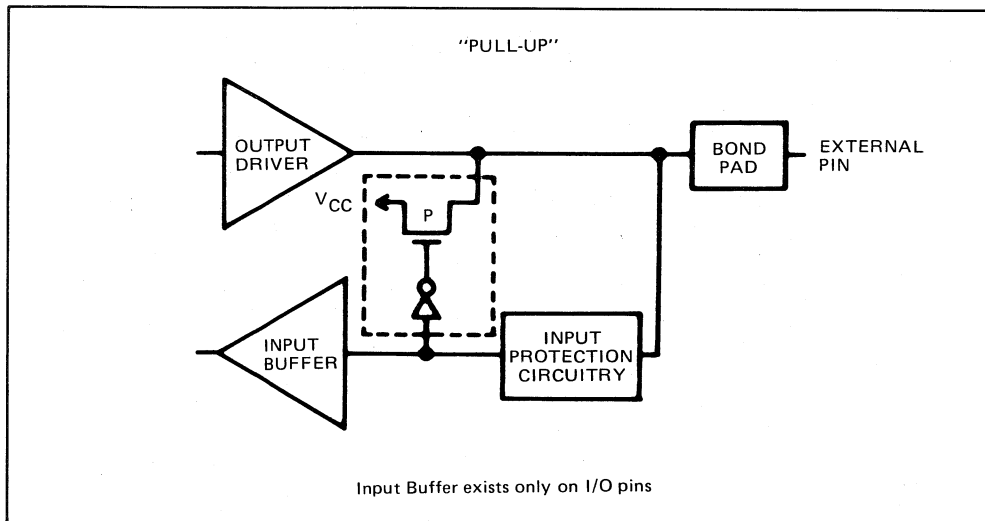 "PULL-UP"
OUTPUT
DRIVER
BOND
PAD
EXTERNAL
PIN
VCC
P
INPUT
BUFFER
INPUT
PROTECTION
CIRCUITRY
Input Buffer exists only on I/O pins